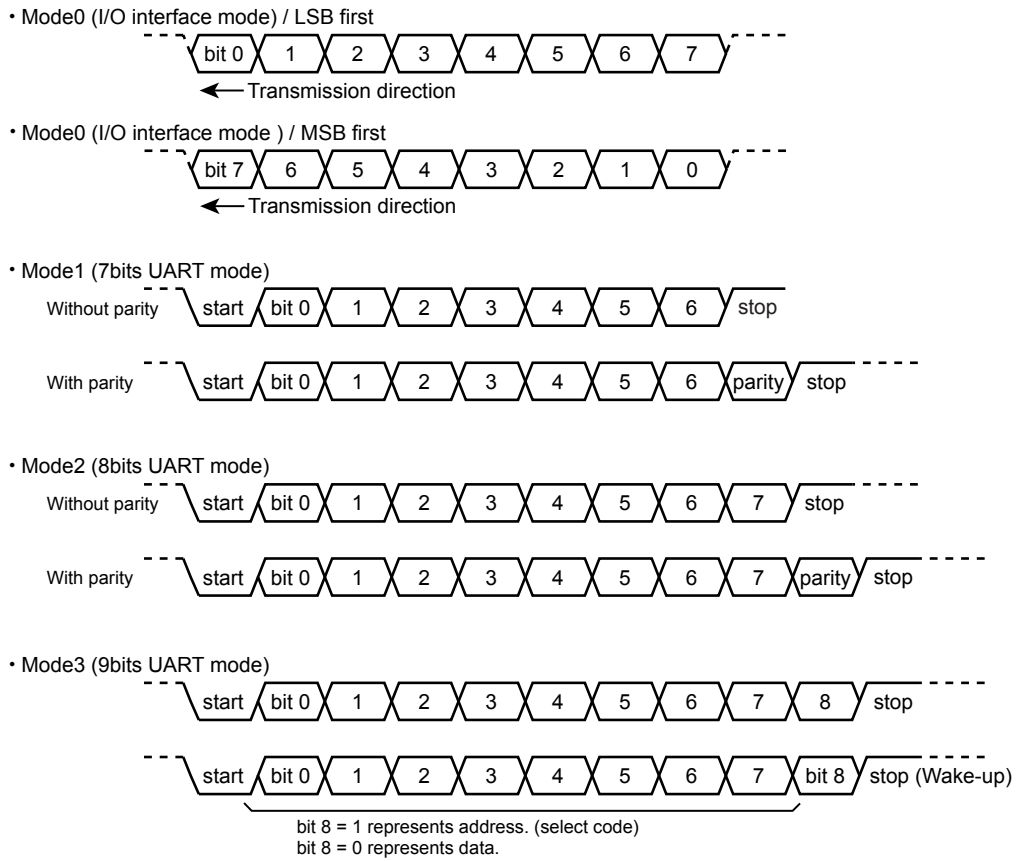 ・Mode0 (I/O interface mode) / LSB first
bit 0 1 2 3 4 5 6 7
Transmission direction
・Mode0 (I/O interface mode ) / MSB first
bit 7 6 5 4 3 2 1 0
Transmission direction
・Mode1 (7bits UART mode)
Without parity start bit 0 1 2 3 4 5 6 stop
With parity start bit 0 1 2 3 4 5 6 parity stop
・Mode2 (8bits UART mode)
Without parity start bit 0 1 2 3 4 5 6 7 stop
With parity start bit 0 1 2 3 4 5 6 7 parity stop
・Mode3 (9bits UART mode)
start bit 0 1 2 3 4 5 6 7 8 stop
start bit 0 1 2 3 4 5 6 7 bit 8 stop (Wake-up)
bit 8 = 1 represents address. (select code)
bit 8 = 0 represents data.